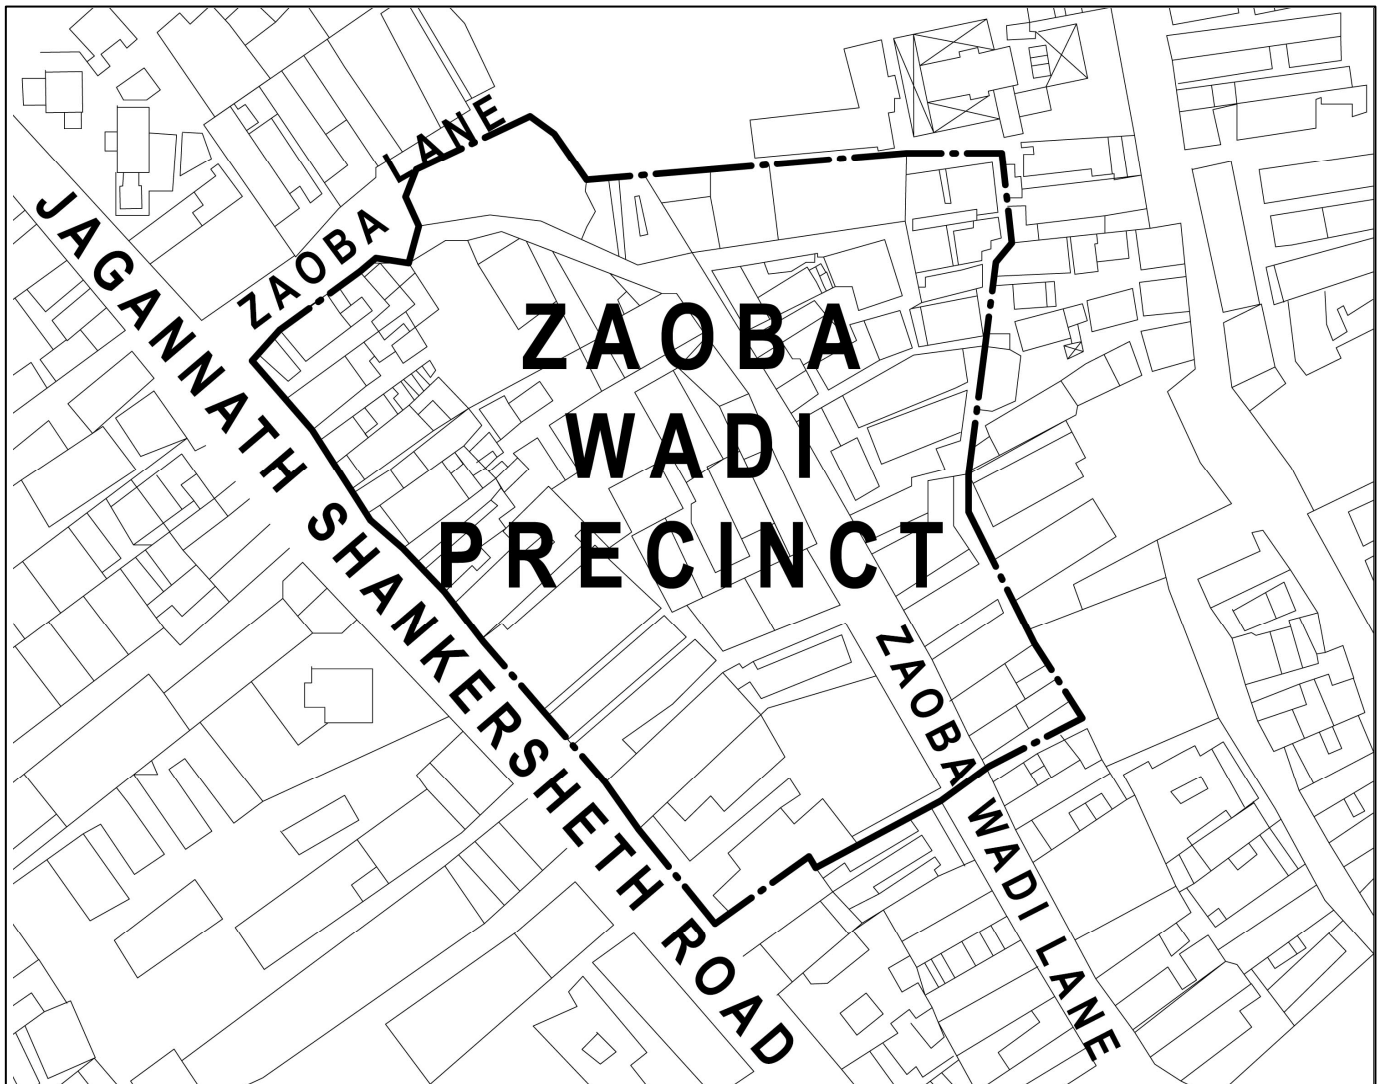 ZAOBA LANE
JAGANNATH SHANKERSHETH ROAD
ZAOBA
WADI
PRECINCT
ZAOBA WADI LANE